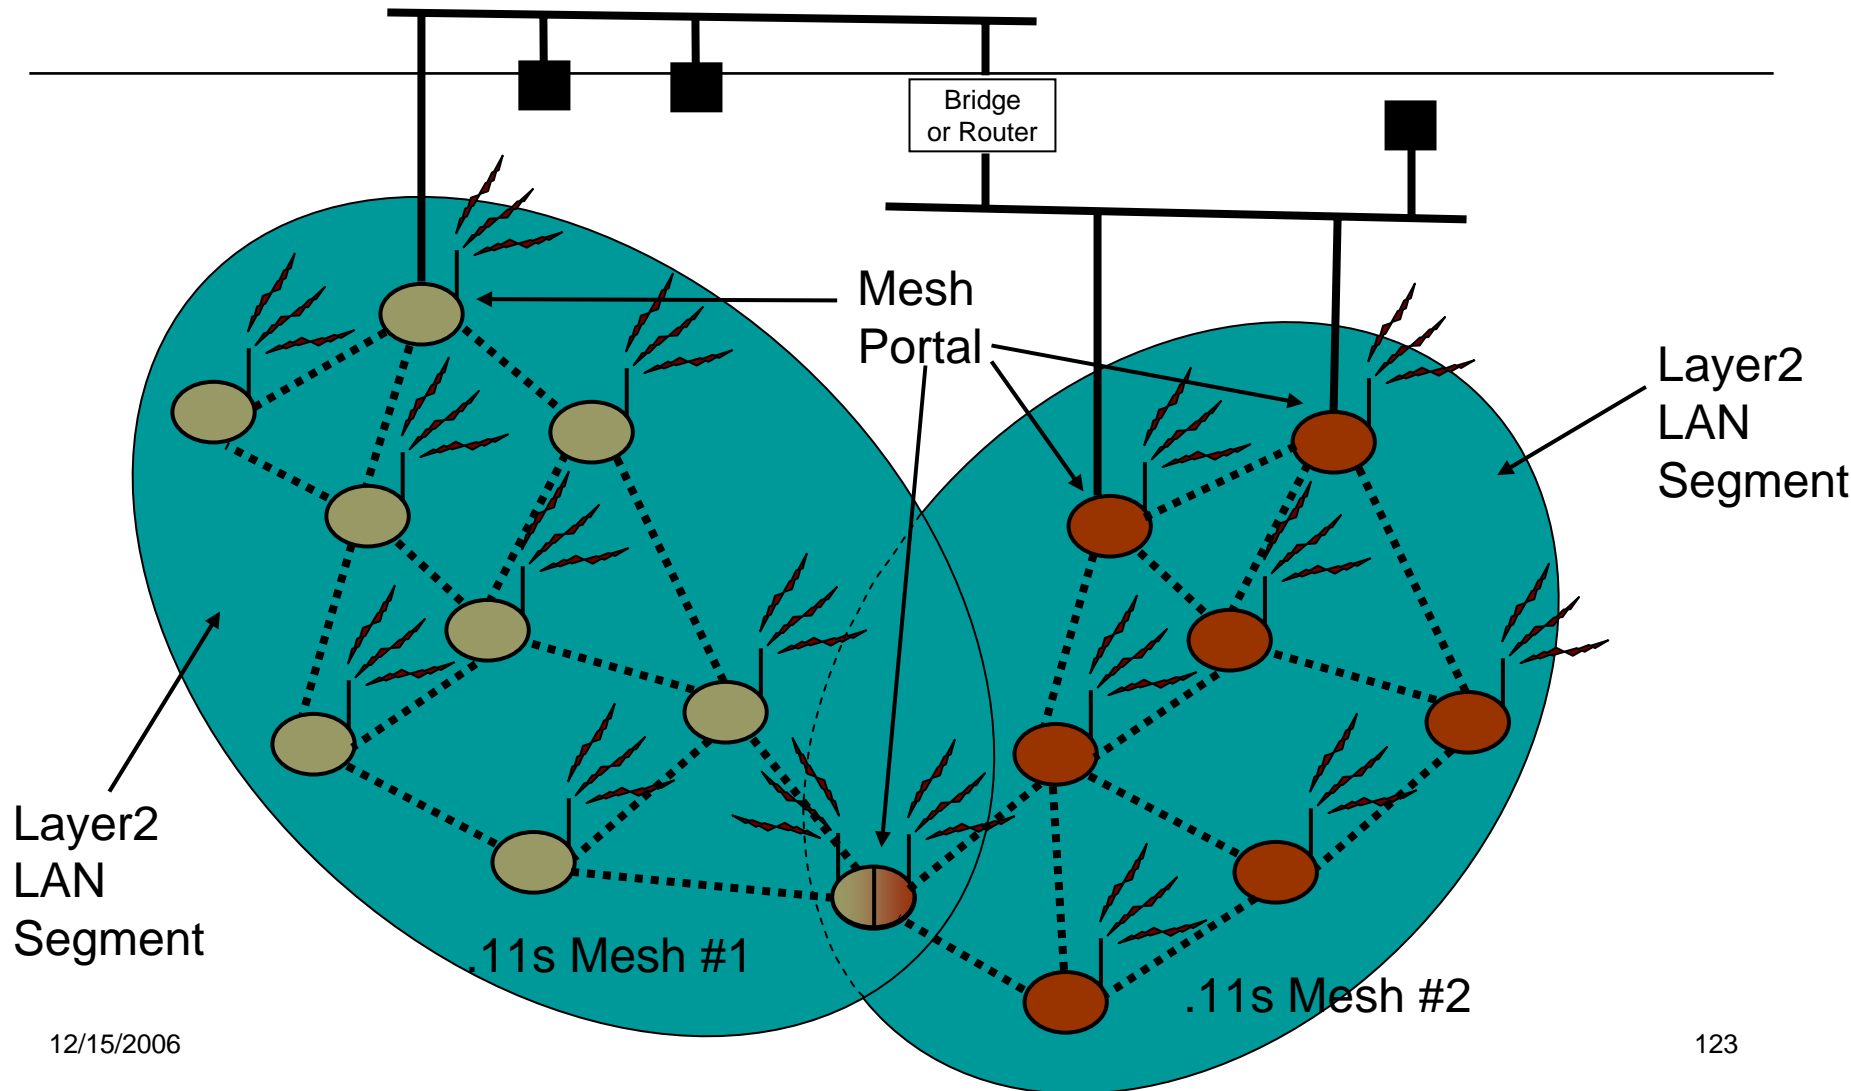 Bridge
or Router
Mesh
Portal
Layer2
LAN
Segment
Layer2
LAN
Segment
.11s Mesh #1
.11s Mesh #2
12/15/2006
123